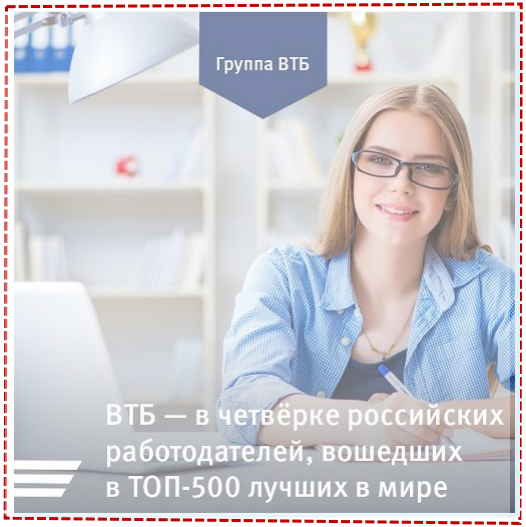 Группа ВТБ
ВТБ — в четвёрке российских
работодателей, вошедших
в ТОП-500 лучших в мире